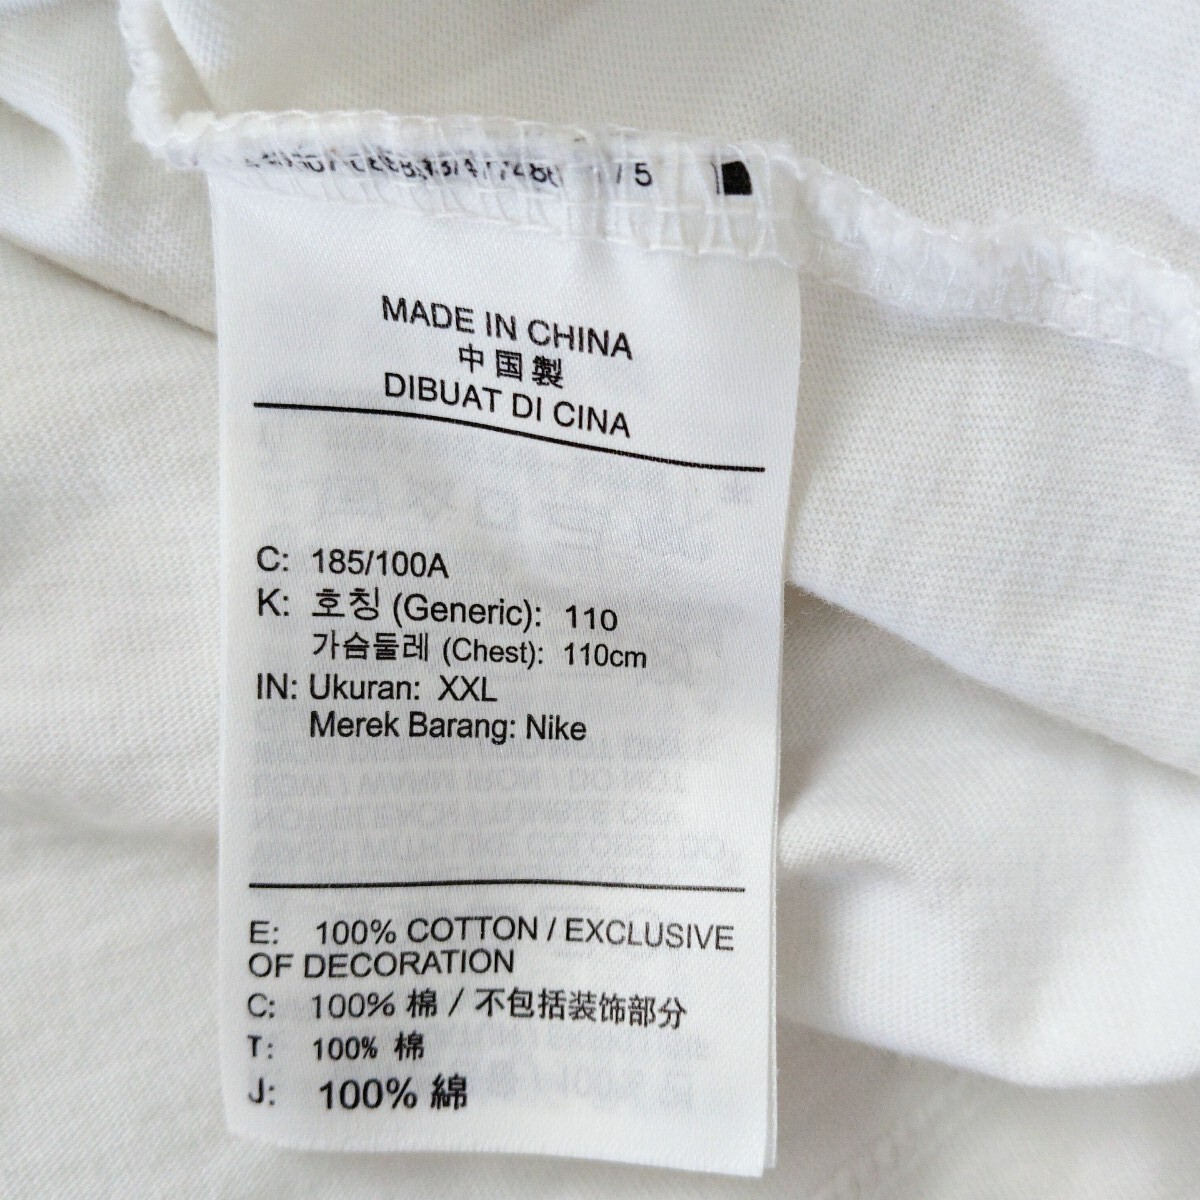 MADE IN CHINA
中国製
DIBUAT DI CINA
C: 185/100A
K: 호칭 (Generic): 110
가슴둘레 (Chest): 110cm
IN: Ukuran: XXL
Merek Barang: Nike
E: 100% COTTON / EXCLUSIVE
OF DECORATION
C: 100% 棉 / 不包括装饰部分
T: 100% 棉
J: 100% 綿